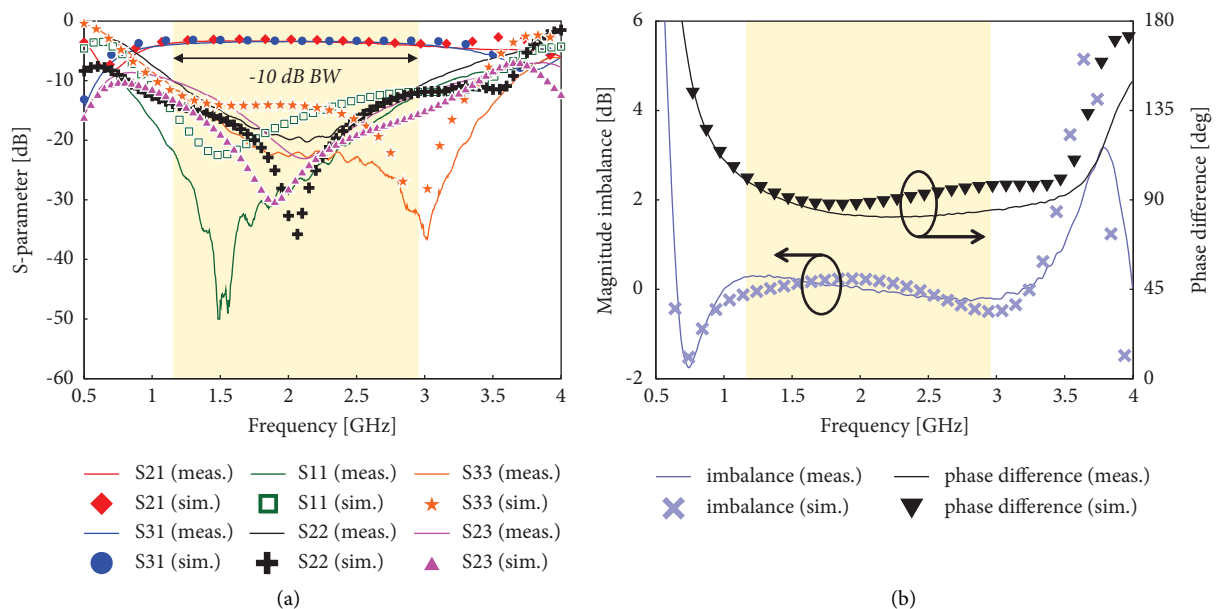 0
-10
-20
-30
-40
-50
-60
S-parameter [dB]
-10 dB BW
0.5 1 1.5 2 2.5 3 3.5 4
Frequency [GHz]
S21 (meas.) S11 (meas.) S33 (meas.)
S21 (sim.) S11 (sim.) S33 (sim.)
S31 (meas.) S22 (meas.) S23 (meas.)
S31 (sim.) S22 (sim.) S23 (sim.)
(a)
6
4
2
0
-2
Magnitude imbalance [dB]
180
135
90
45
0
Phase difference [deg]
0.5 1 1.5 2 2.5 3 3.5 4
Frequency [GHz]
imbalance (meas.) phase difference (meas.)
imbalance (sim.) phase difference (sim.)
(b)